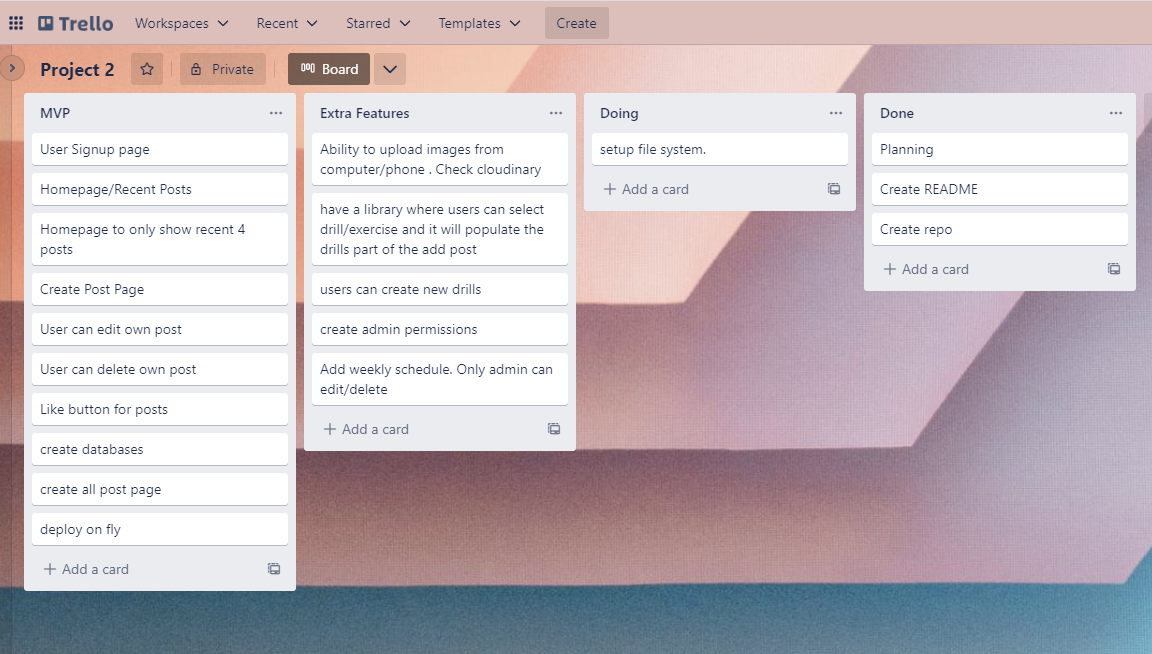 Trello Workspaces Recent Starred Templates Create
Project 2 Private Board
MVP
User Signup page
Homepage/Recent Posts
Homepage to only show recent 4
posts
Create Post Page
User can edit own post
User can delete own post
Like button for posts
create databases
create all post page
deploy on fly
+ Add a card
Extra Features
Ability to upload images from
computer/phone . Check cloudinary
have a library where users can select
drill/exercise and it will populate the
drills part of the add post
users can create new drills
create admin permissions
Add weekly schedule. Only admin can
edit/delete
+ Add a card
Doing
setup file system.
+ Add a card
Done
Planning
Create README
Create repo
+ Add a card